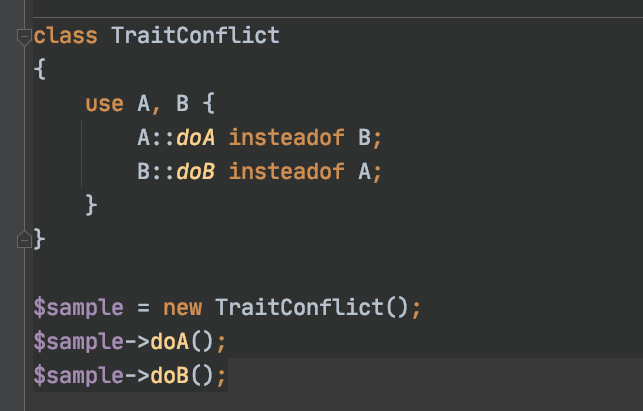 class TraitConflict
{
    use A, B {
        A::doA insteadof B;
        B::doB insteadof A;
    }
}

$sample = new TraitConflict();
$sample->doA();
$sample->doB();